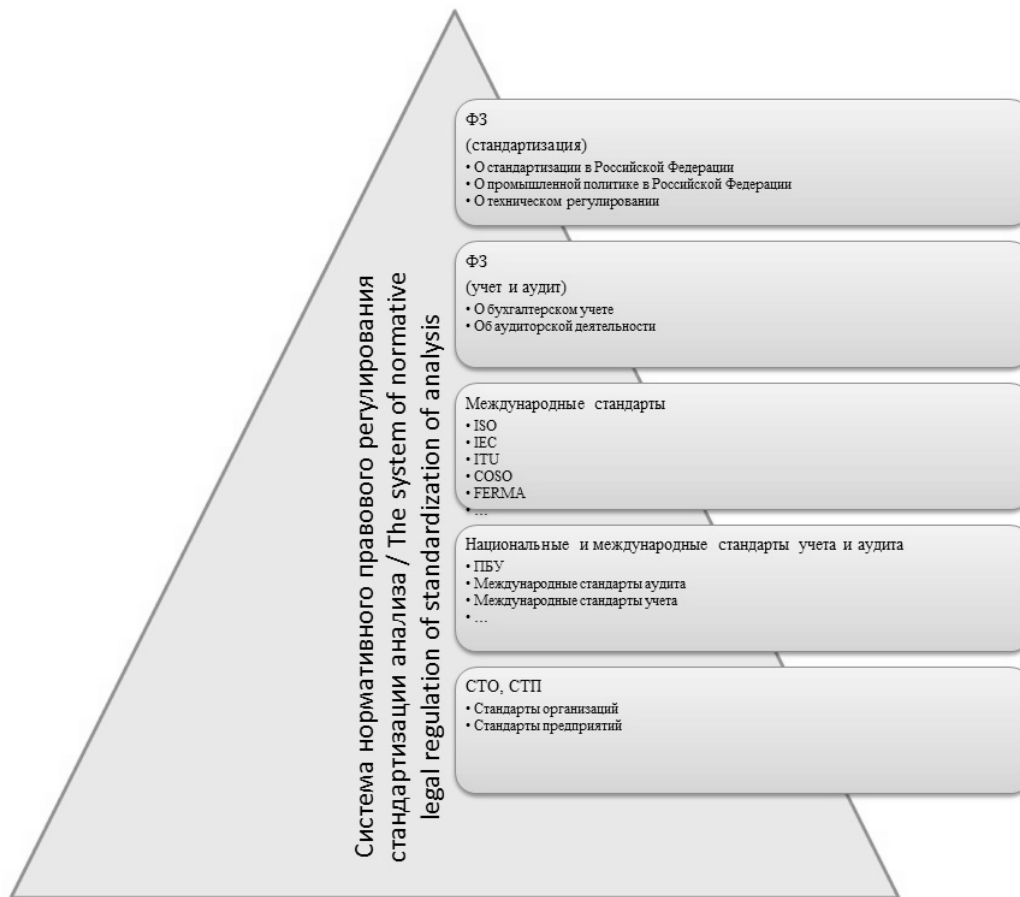 Система нормативного правового регулирования
стандартизации анализа / The system of normative
legal regulation of standardization of analysis
ФЗ
(стандартизация)
• О стандартизации в Российской Федерации
• О промышленной политике в Российской Федерации
• О техническом регулировании
ФЗ
(учет и аудит)
• О бухгалтерском учете
• Об аудиторской деятельности
Международные стандарты
• ISO
• IEC
• ITU
• COSO
• FERMA
• ...
Национальные и международные стандарты учета и аудита
• ПБУ
• Международные стандарты аудита
• Международные стандарты учета
• ...
СТО, СТП
• Стандарты организаций
• Стандарты предприятий